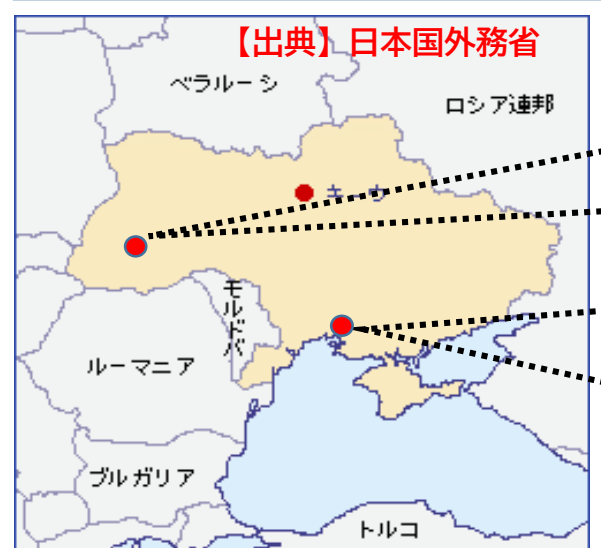 【出典】日本国外務省
ベラルーシ
ロシア連邦
キーウ
モルドバ
ルーマニア
ブルガリア
トルコ